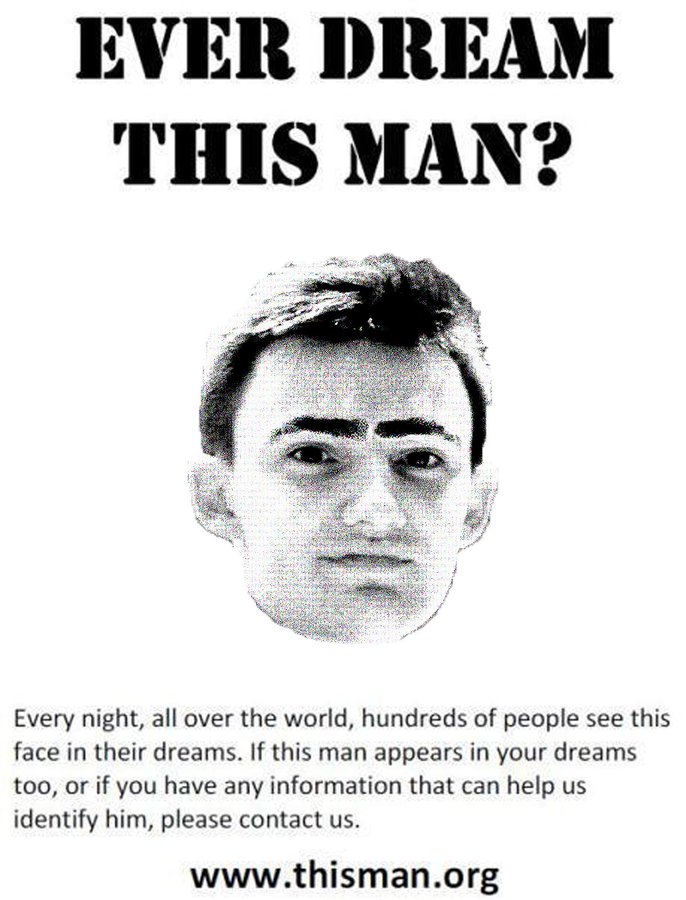 EVER DREAM
THIS MAN?
Every night, all over the world, hundreds of people see this
face in their dreams. If this man appears in your dreams
too, or if you have any information that can help us
identify him, please contact us.
www.thisman.org